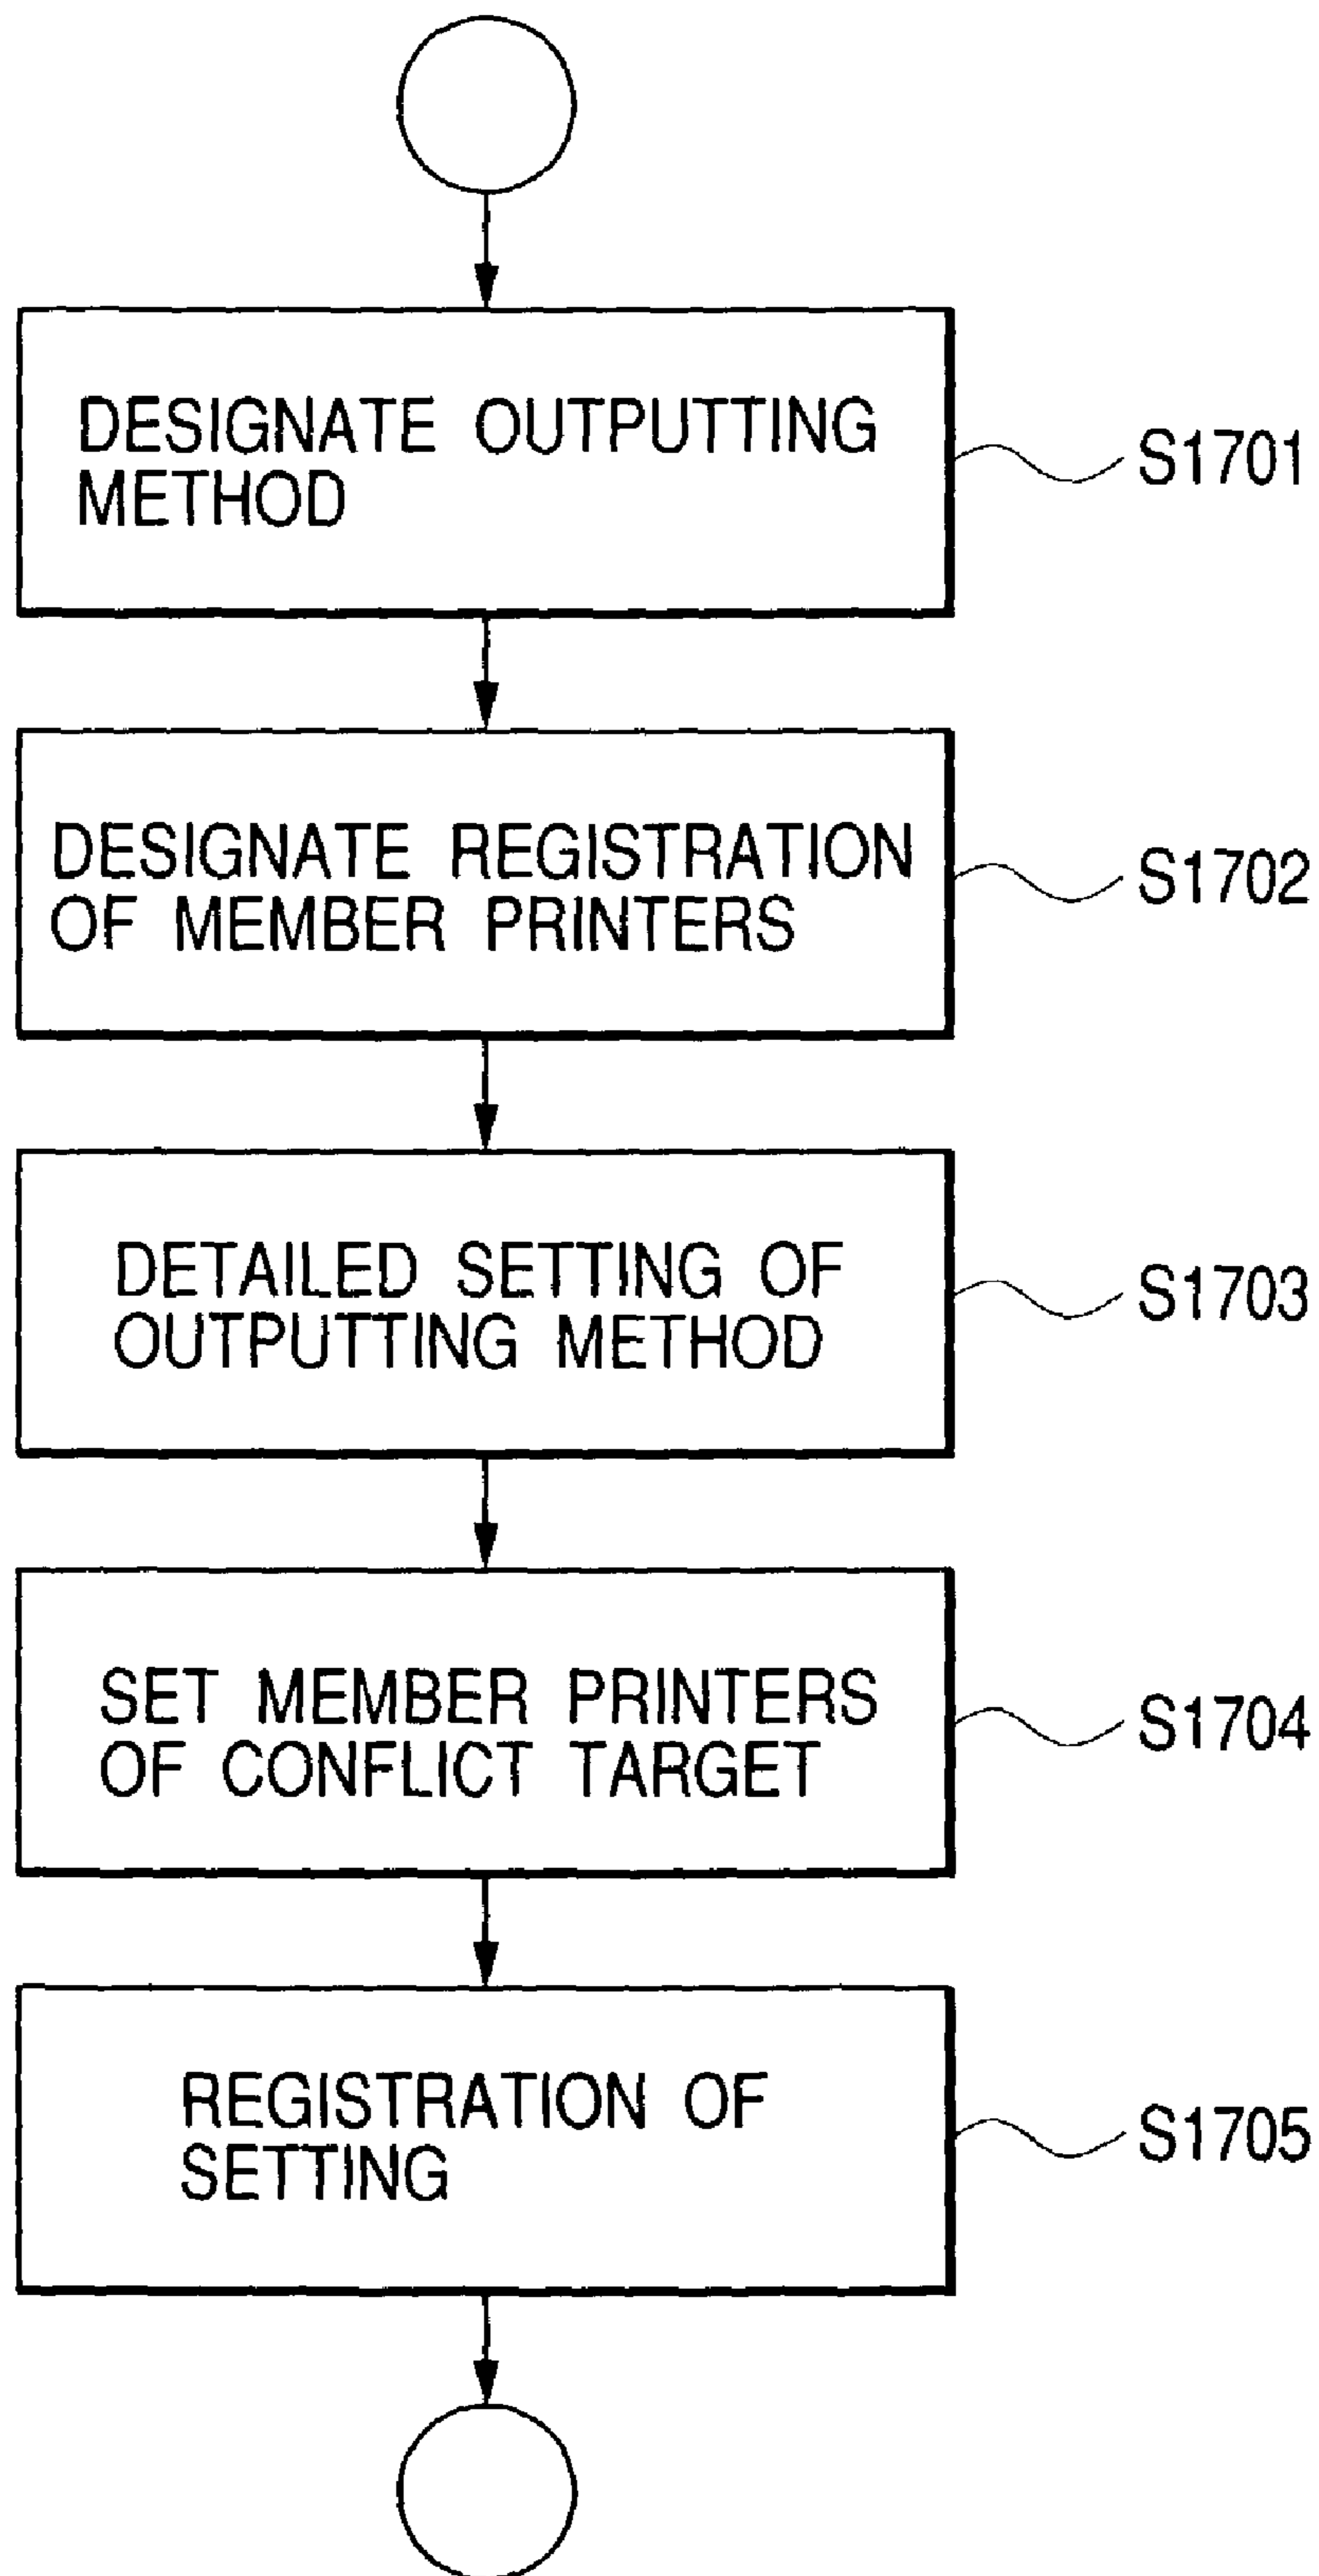 DESIGNATE OUTPUTTING
METHOD
S1701
DESIGNATE REGISTRATION
OF MEMBER PRINTERS
S1702
DETAILED SETTING OF
OUTPUTTING METHOD
S1703
SET MEMBER PRINTERS
OF CONFLICT TARGET
S1704
REGISTRATION OF
SETTING
S1705